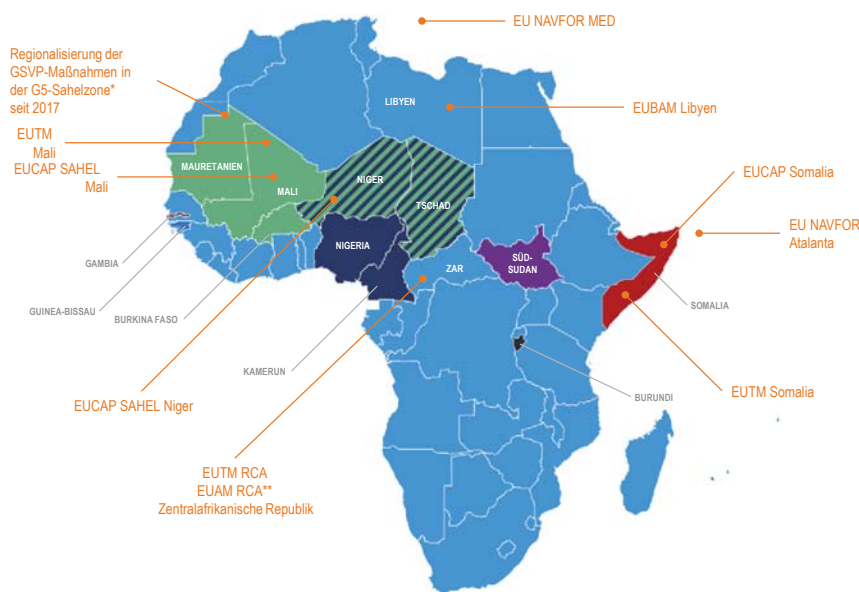 EU NAVFOR MED
Regionalisierung der
GSVP-Maßnahmen in
der G5-Sahelzone*
seit 2017
LIBYEN
EUBAM Libyen
EUTM
Mali
EUCAP SAHEL
Mali
MAURETANIEN
MALI
NIGER
TSCHAD
EUCAP Somalia
EU NAVFOR
Atalanta
NIGERIA
SÜD-
SUDAN
ZAR
GAMBIA
SOMALIA
GUINEA-BISSAU
BURKINA FASO
KAMERUN
BURUNDI
EUCAP SAHEL Niger
EUTM Somalia
EUTM RCA
EUAM RCA**
Zentralafrikanische Republik